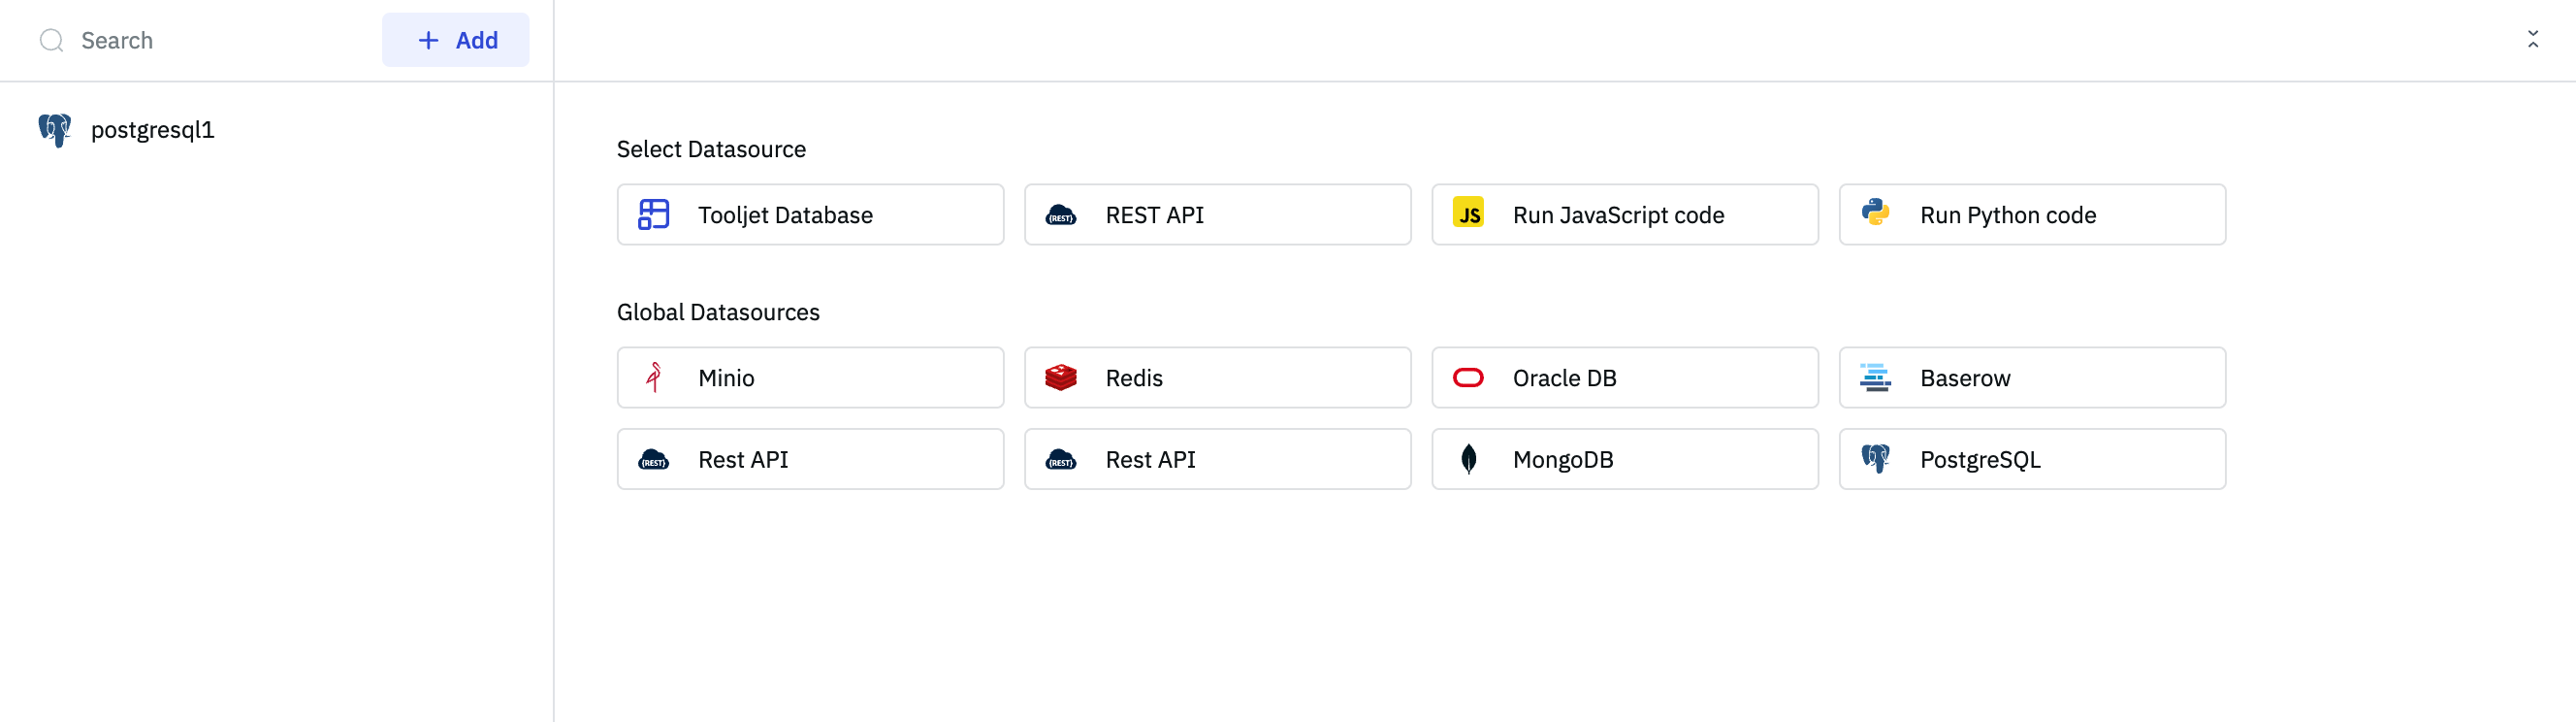 Search
+ Add
postgresql1
Select Datasource
Tooljet Database
{REST} REST API
JS Run JavaScript code
Run Python code
Global Datasources
Minio
Redis
Oracle DB
Baserow
{REST} Rest API
{REST} Rest API
MongoDB
PostgreSQL